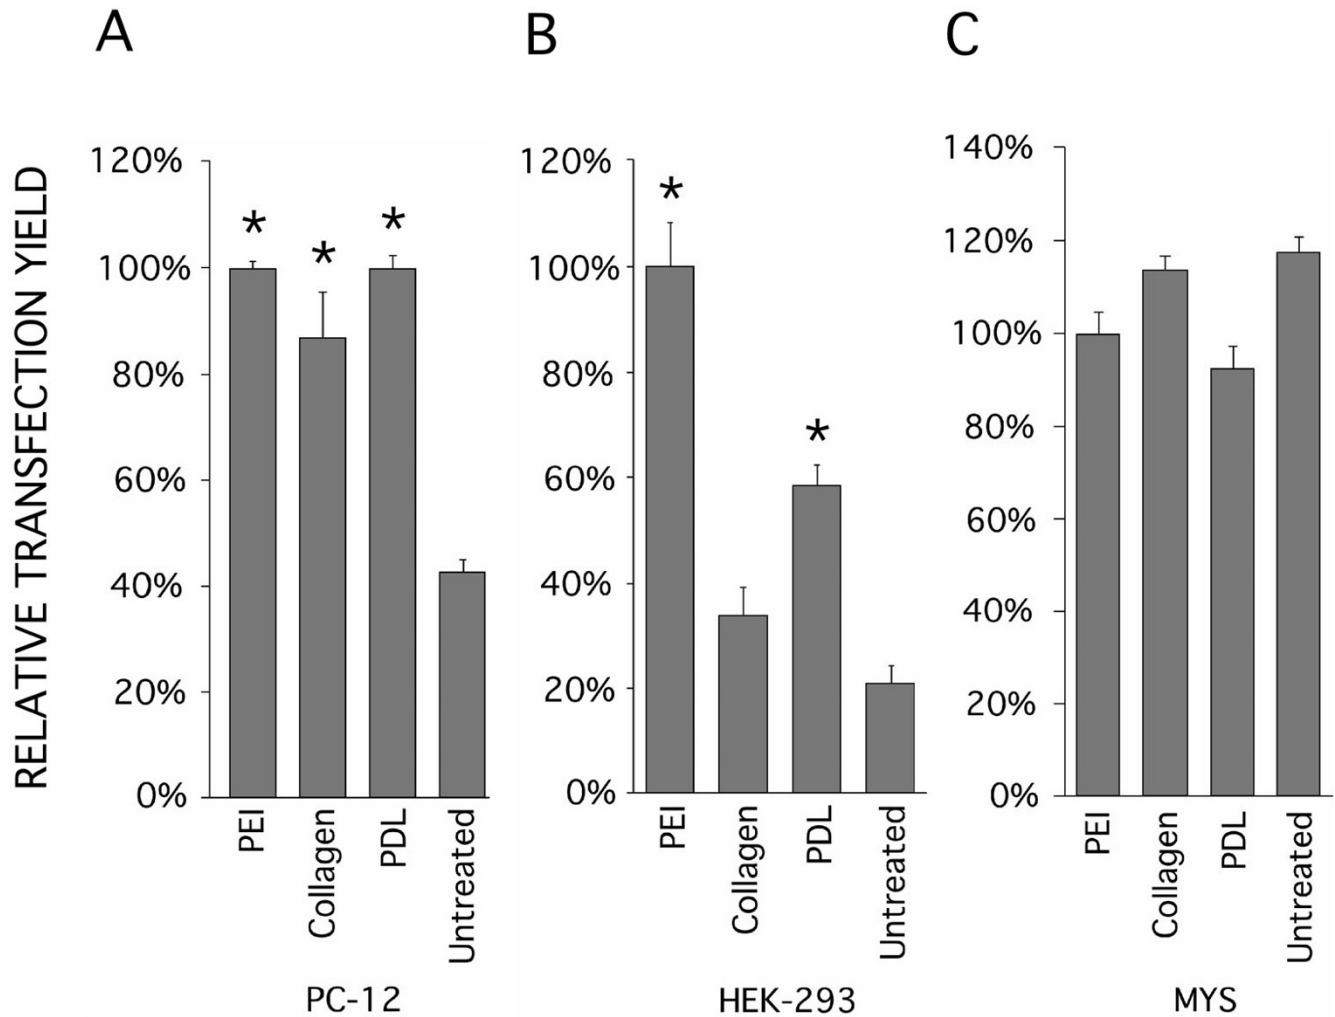 A
B
C
RELATIVE TRANSFECTION YIELD
120%
100%
80%
60%
40%
20%
0%
*
*
*
PEI
Collagen
PDL
Untreated
PC-12
120%
100%
80%
60%
40%
20%
0%
*
*
PEI
Collagen
PDL
Untreated
HEK-293
140%
120%
100%
80%
60%
40%
20%
0%
PEI
Collagen
PDL
Untreated
MYS